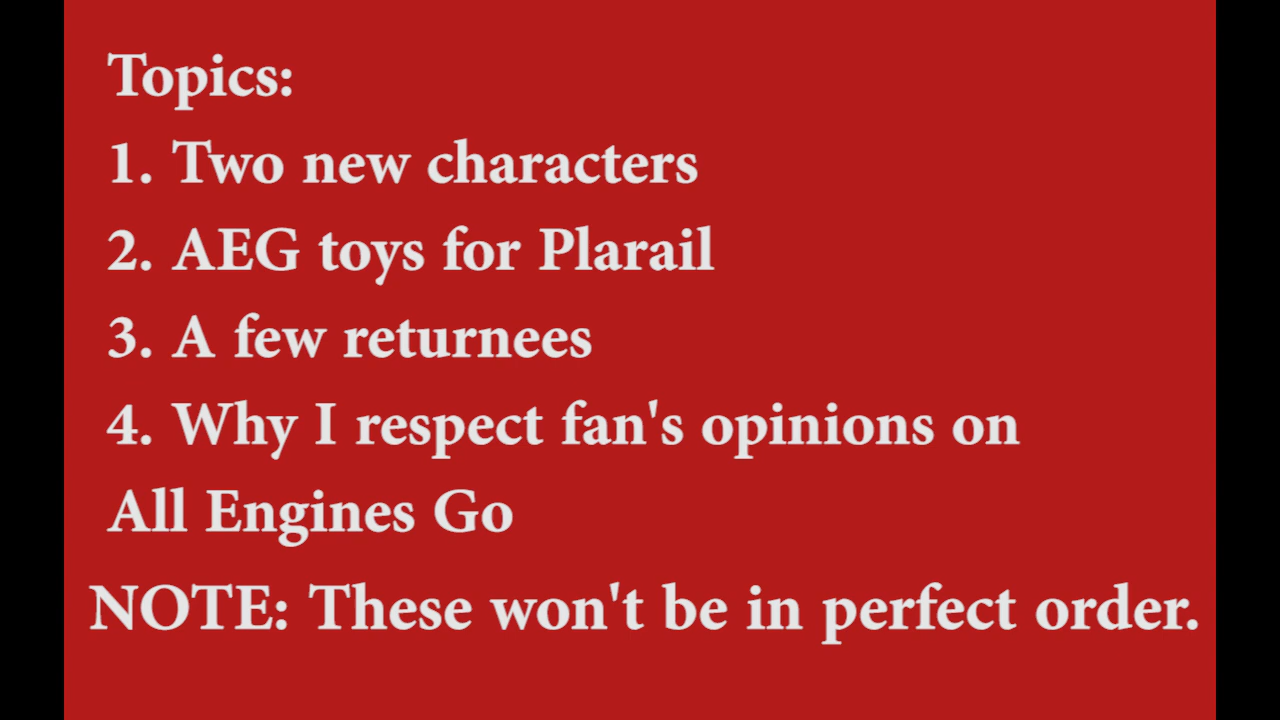 Topics:
1. Two new characters
2. AEG toys for Plarail
3. A few returnees
4. Why I respect fan's opinions on
All Engines Go
NOTE: These won't be in perfect order.